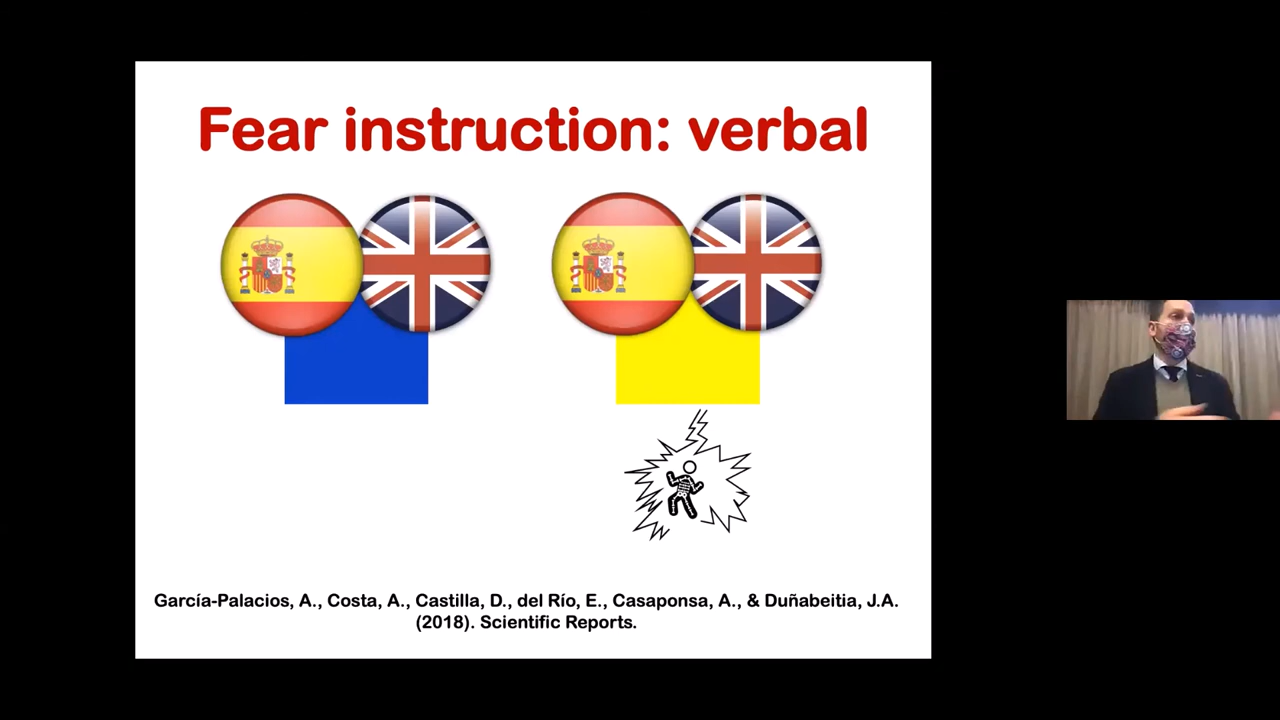 Fear instruction: verbal
García-Palacios, A., Costa, A., Castilla, D., del Río, E., Casaponsa, A., & Duñabeitia, J.A.
(2018). Scientific Reports.